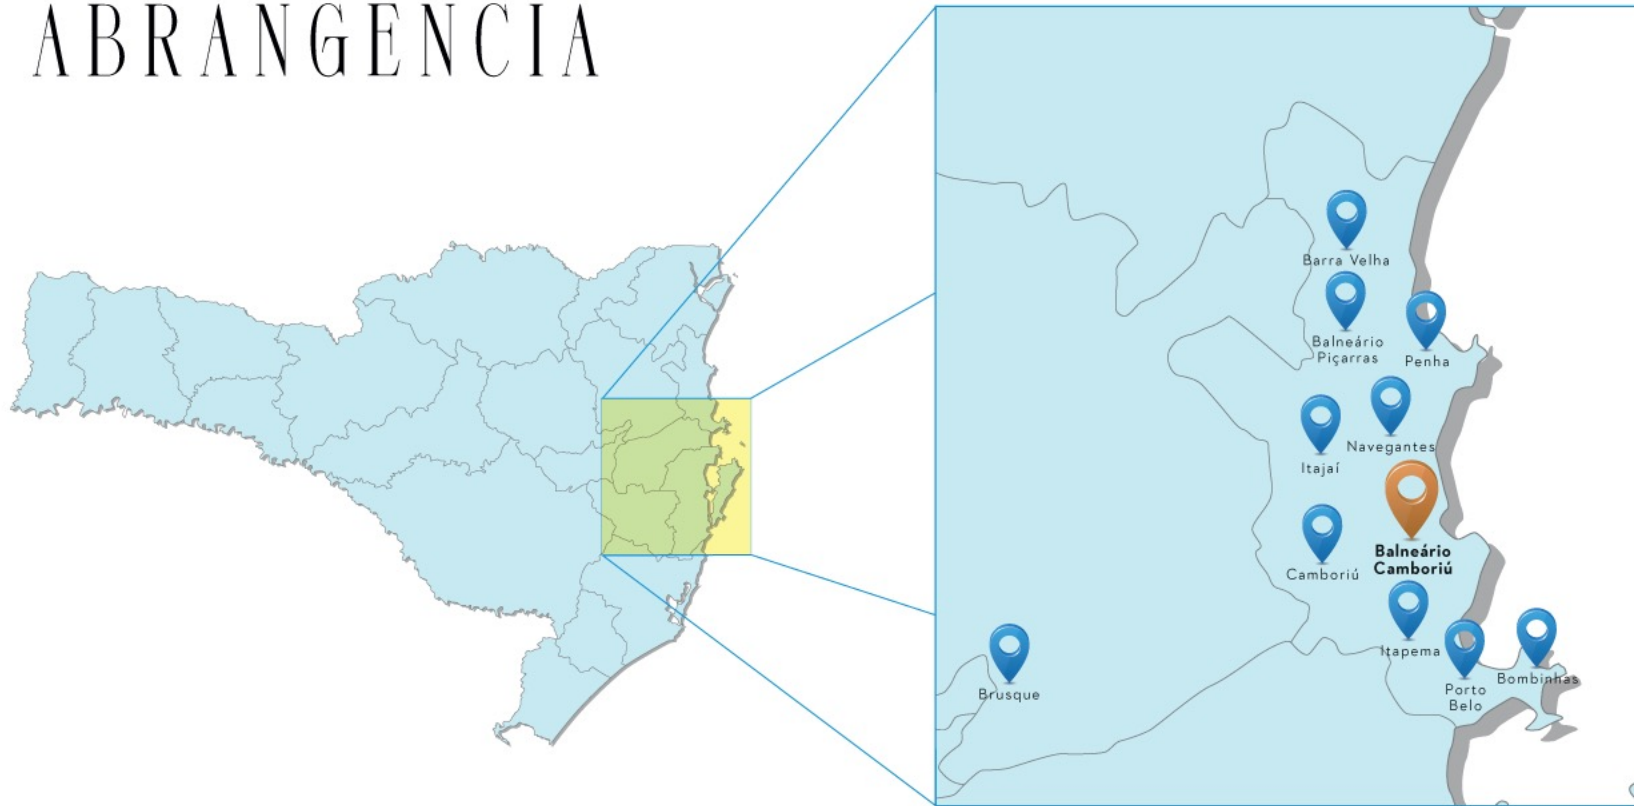 ABRANGENCIA
Barra Velha
Balneário
Piçarras
Penha
Navegantes
Itajaí
Balneário
Camboriú
Camboriú
Itapema
Porto
Belo
Bombinhas
Brusque